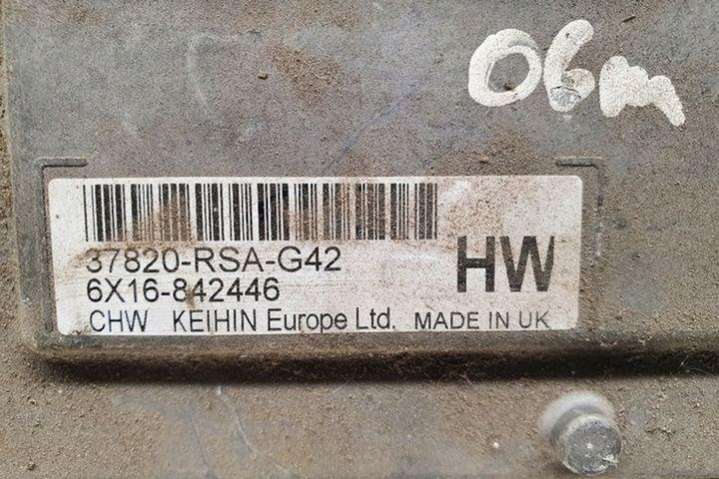 06m
37820-RSA-G42
6X16-842446
HW
CHW KEIHIN Europe Ltd. MADE IN UK